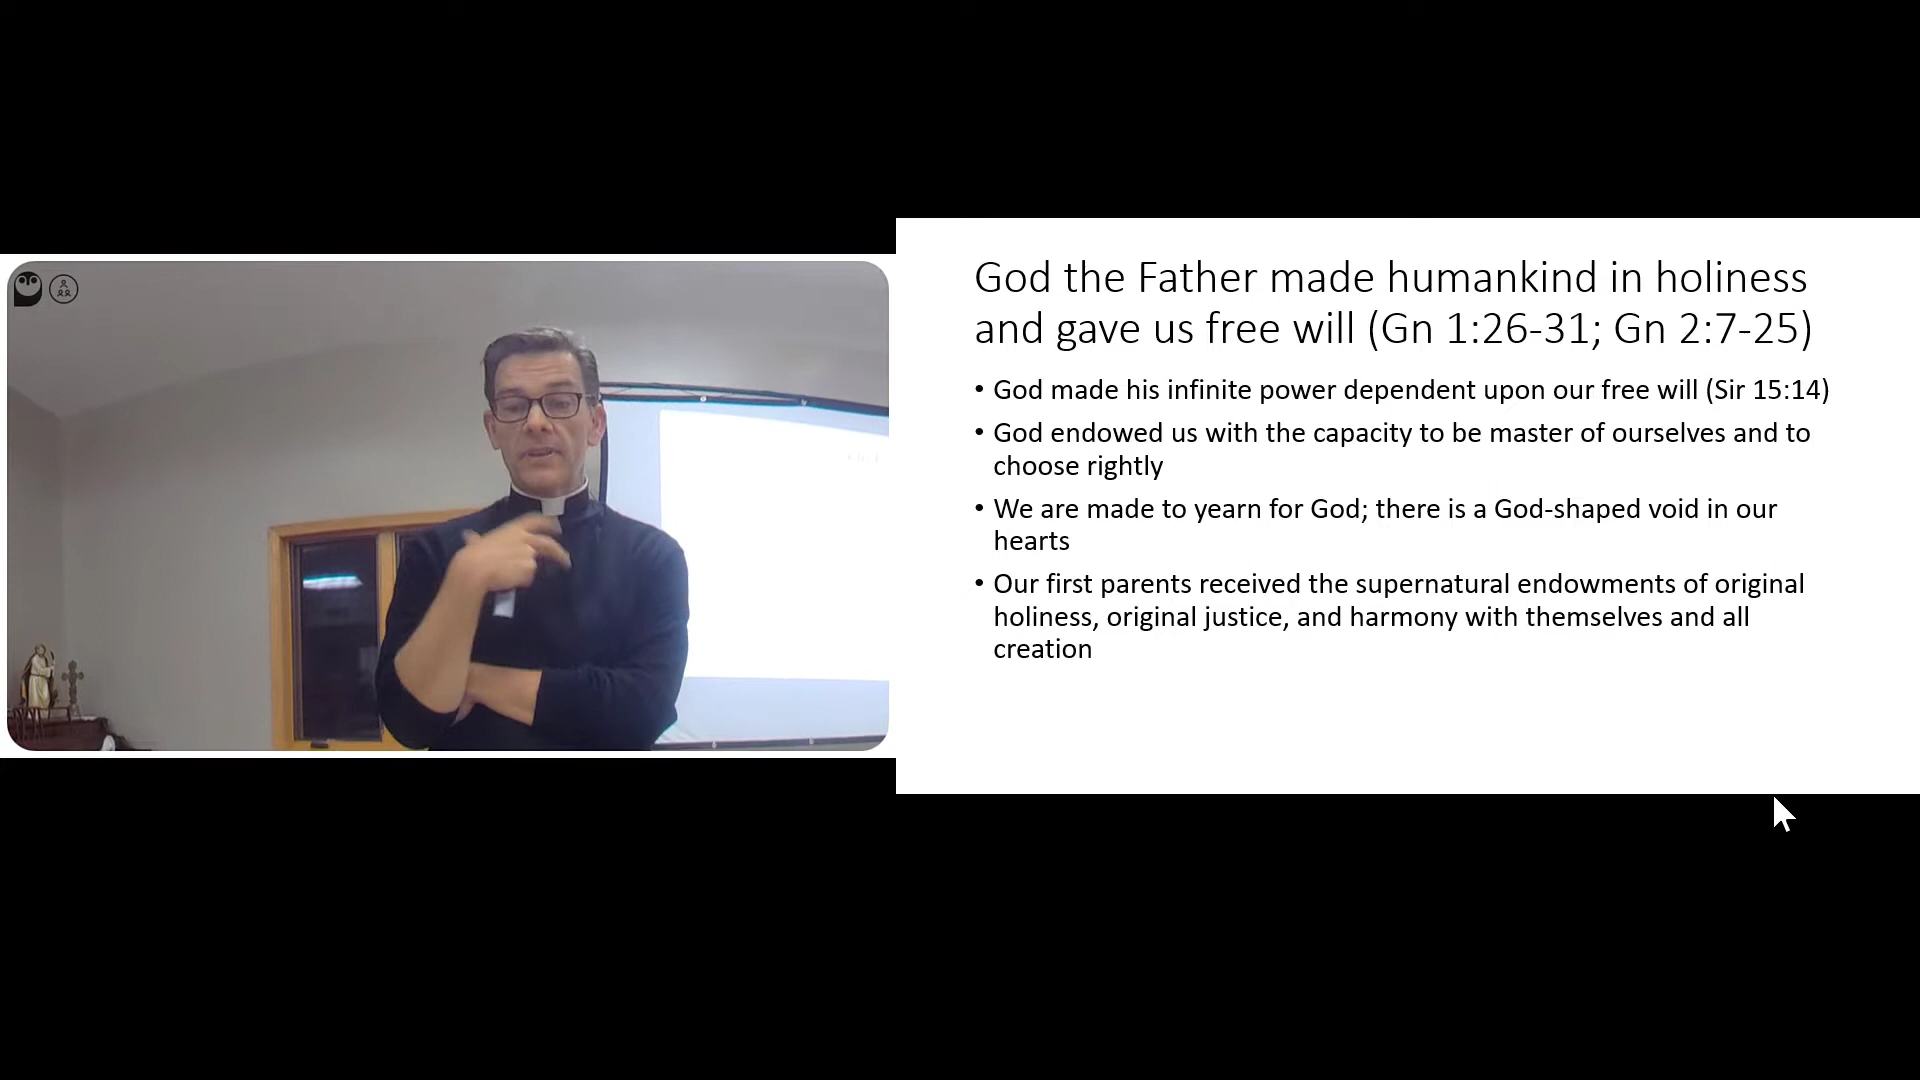 God the Father made humankind in holiness
and gave us free will (Gn 1:26-31; Gn 2:7-25)
• God made his infinite power dependent upon our free will (Sir 15:14)
• God endowed us with the capacity to be master of ourselves and to
choose rightly
• We are made to yearn for God; there is a God-shaped void in our
hearts
• Our first parents received the supernatural endowments of original
holiness, original justice, and harmony with themselves and all
creation